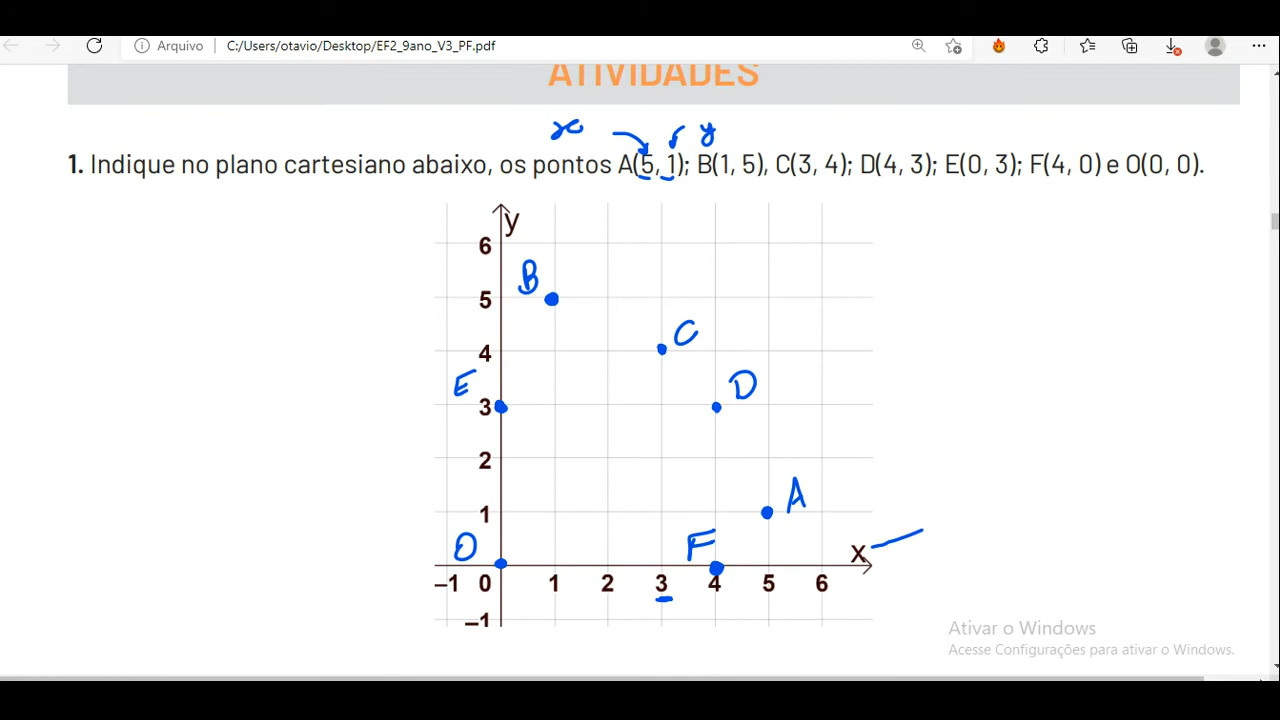 Arquivo C:/Users/otavio/Desktop/EF2_9ano_V3_PF.pdf
ATIVIDADES
x y
1. Indique no plano cartesiano abaixo, os pontos A(5, 1); B(1, 5), C(3, 4); D(4, 3); E(0, 3); F(4, 0) e O(0, 0).
y
6
B
5
C
4
E
D
3
2
A
1
O
F
x
–1 0 1 2 3 4 5 6
–1
Ativar o Windows
Acesse Configurações para ativar o Windows.